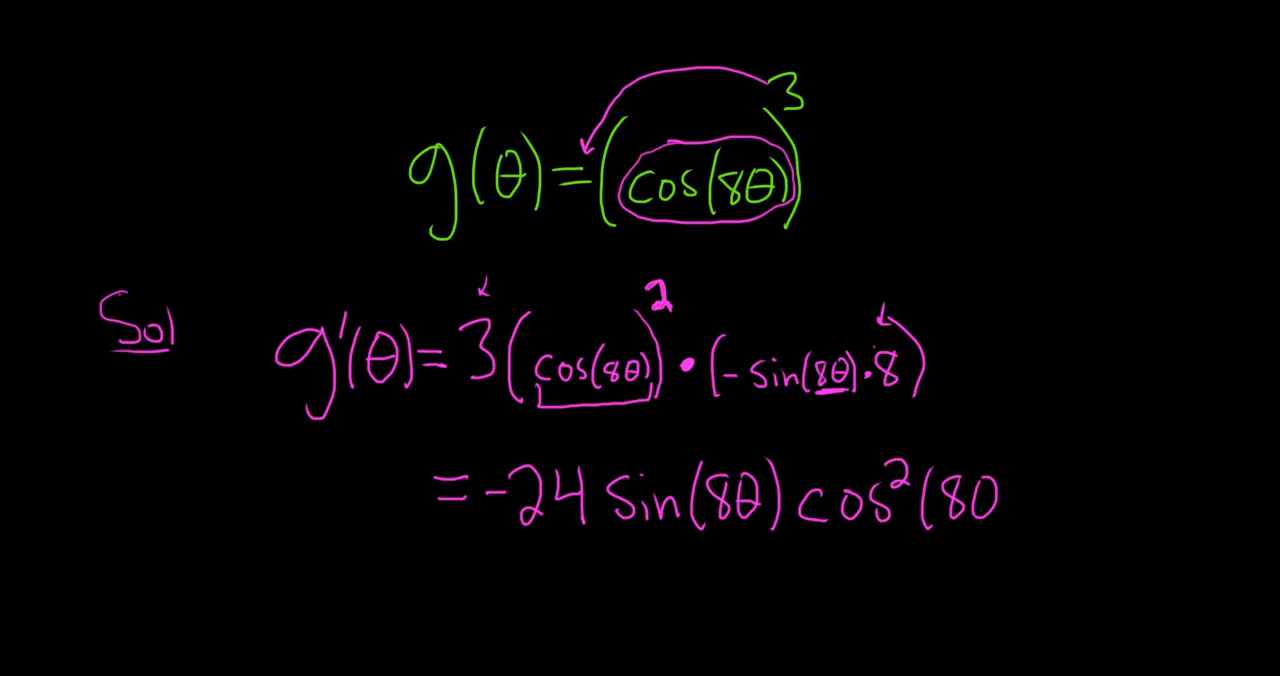 g(θ) = (cos(8θ))³
Sol
g'(θ) = 3(cos(8θ))² • (-sin(8θ)•8)
= -24 sin(8θ) cos²(80